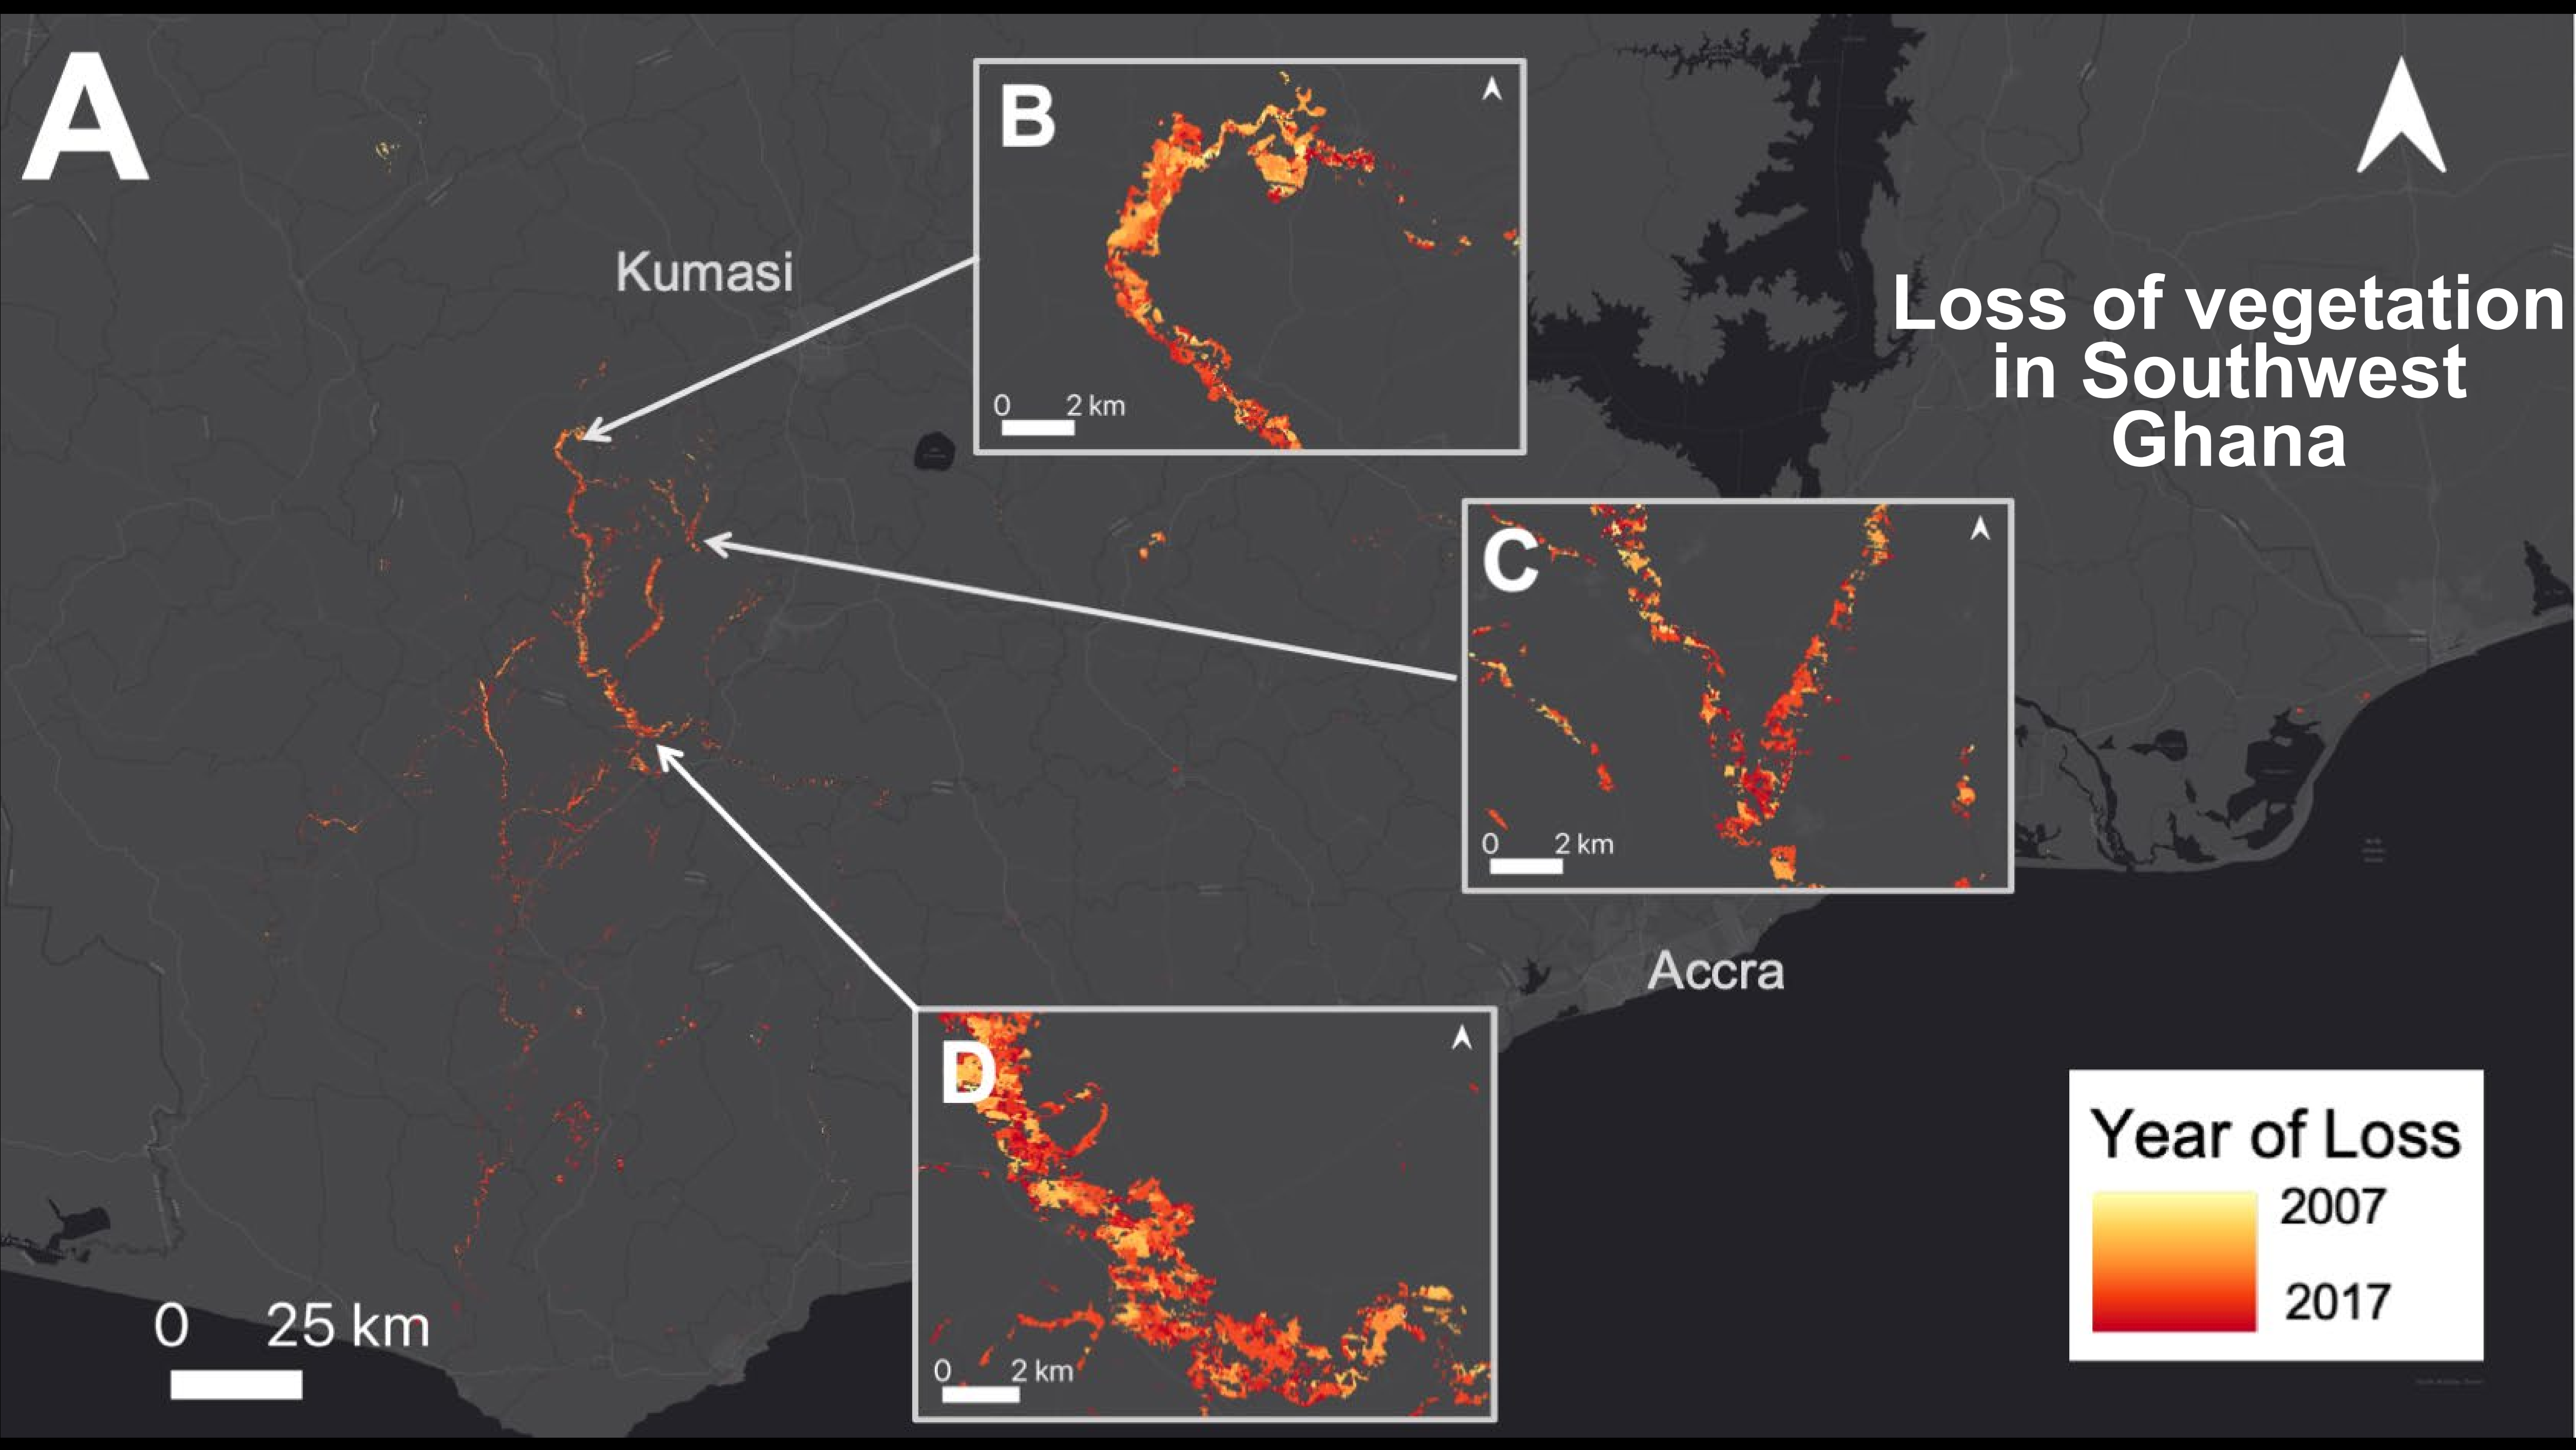 A
Kumasi
B
0 2 km
Loss of vegetation
in Southwest
Ghana
C
0 2 km
Accra
D
0 2 km
0 25 km
Year of Loss
2007
2017